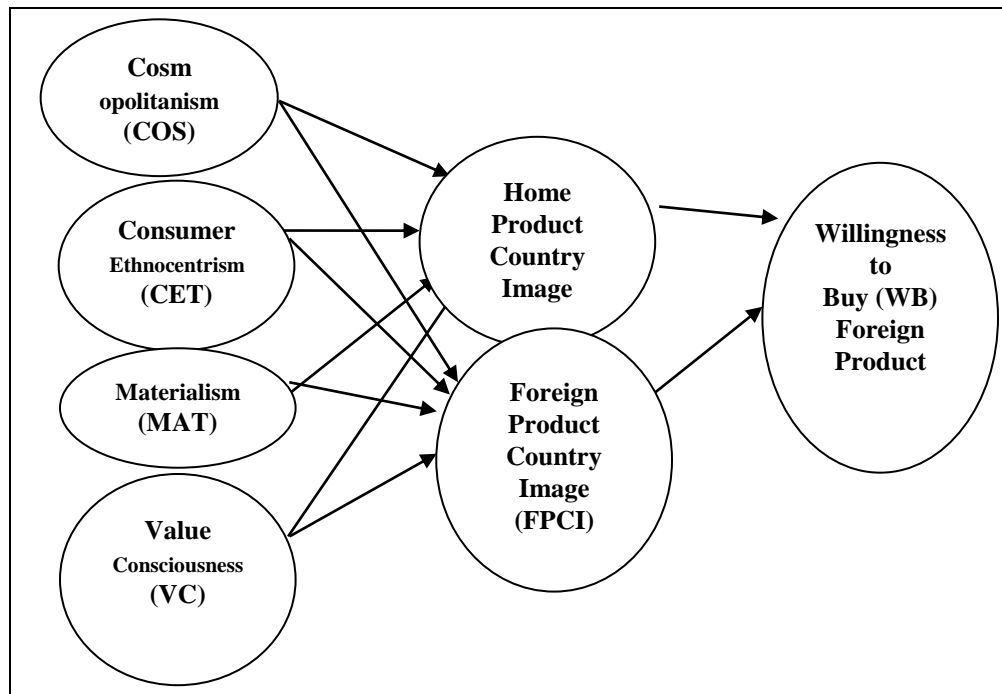 Cosm
opolitanism
(COS)
Consumer
Ethnocentrism
(CET)
Materialism
(MAT)
Value
Consciousness
(VC)
Home
Product
Country
Image
Foreign
Product
Country
Image
(FPCI)
Willingness
to
Buy (WB)
Foreign
Product